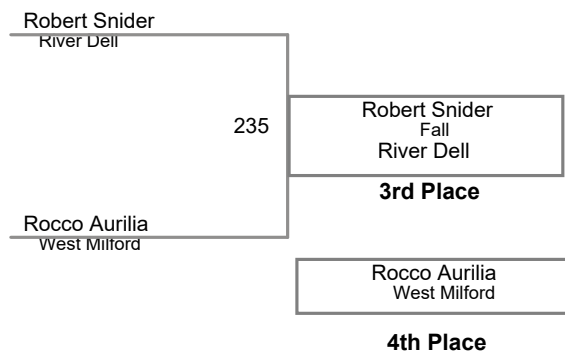 Robert Snider
River Dell
235
Robert Snider
Fall
River Dell
3rd Place
Rocco Aurilia
West Milford
Rocco Aurilia
West Milford
4th Place